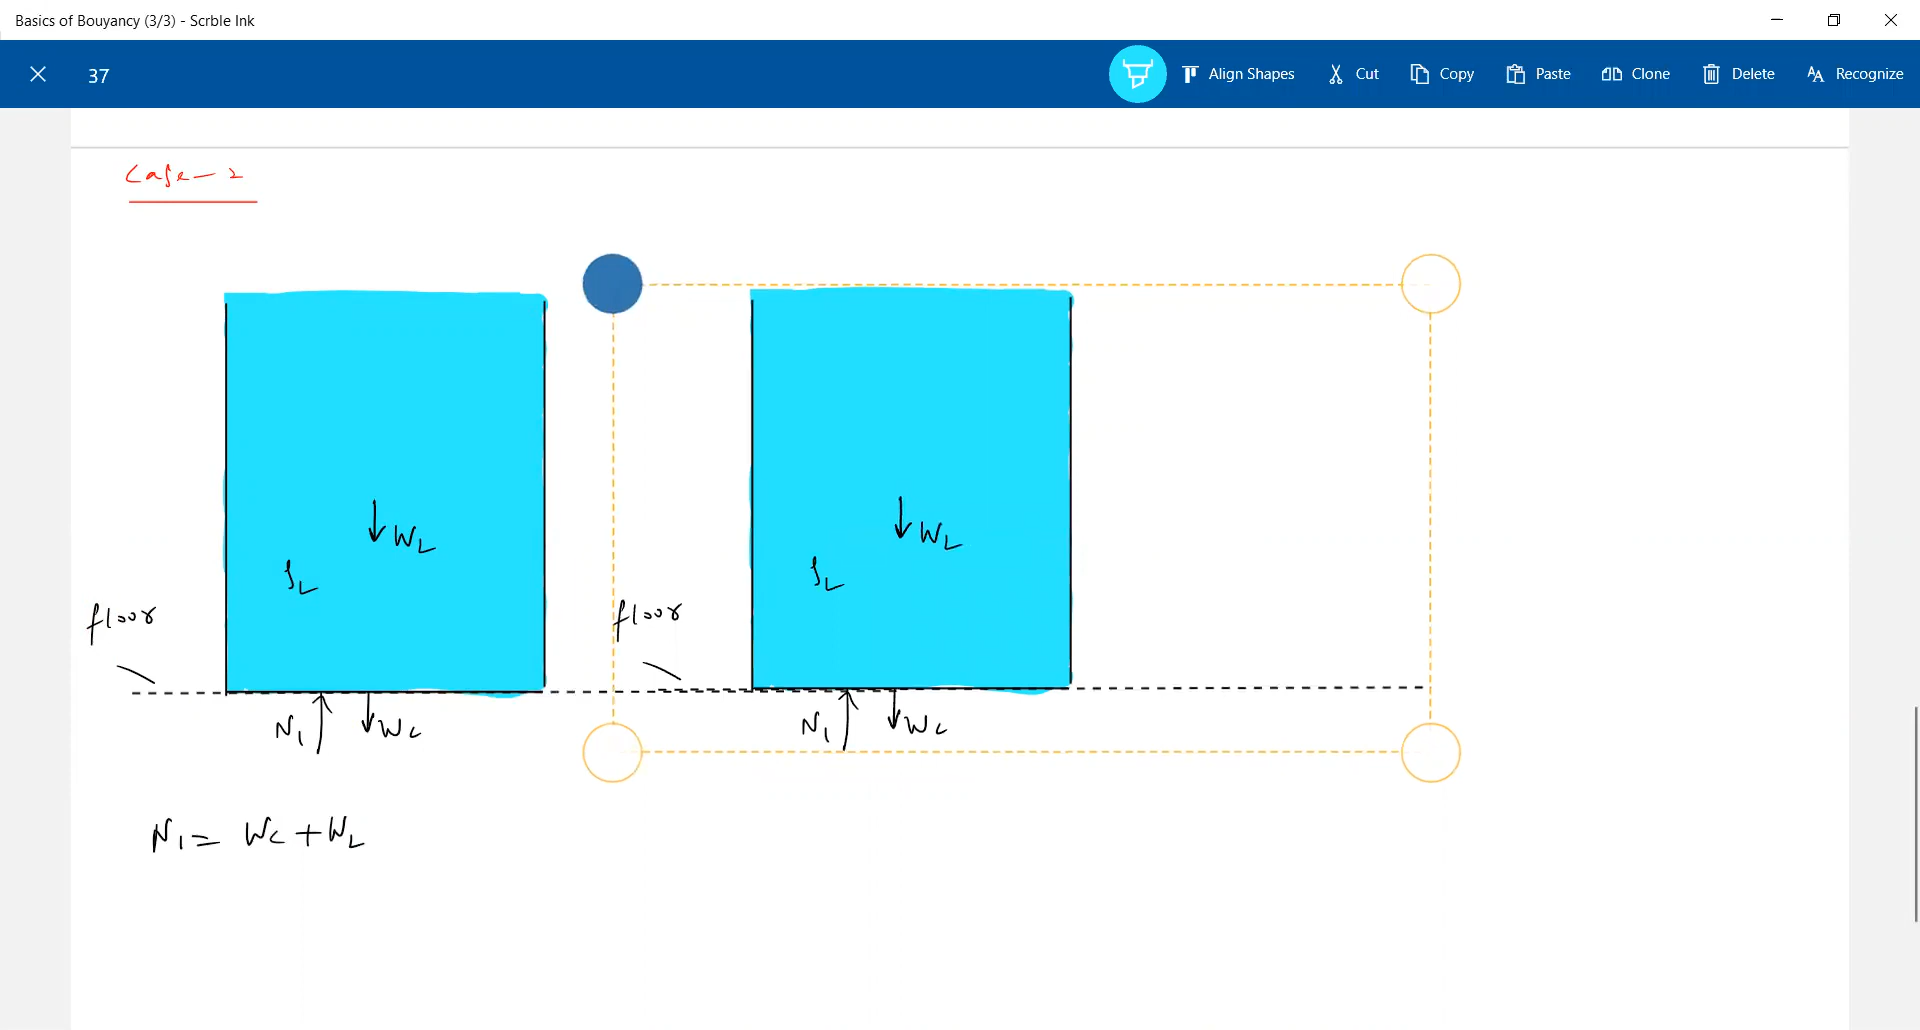 Basics of Bouyancy (3/3) - Scrble Ink
37
Align Shapes
Cut
Copy
Paste
Clone
Delete
Recognize
Case-2
W_L
W_L
ρ_L
ρ_L
floor
floor
N_1
W_C
N_1
W_C
N_1 = W_C + W_L